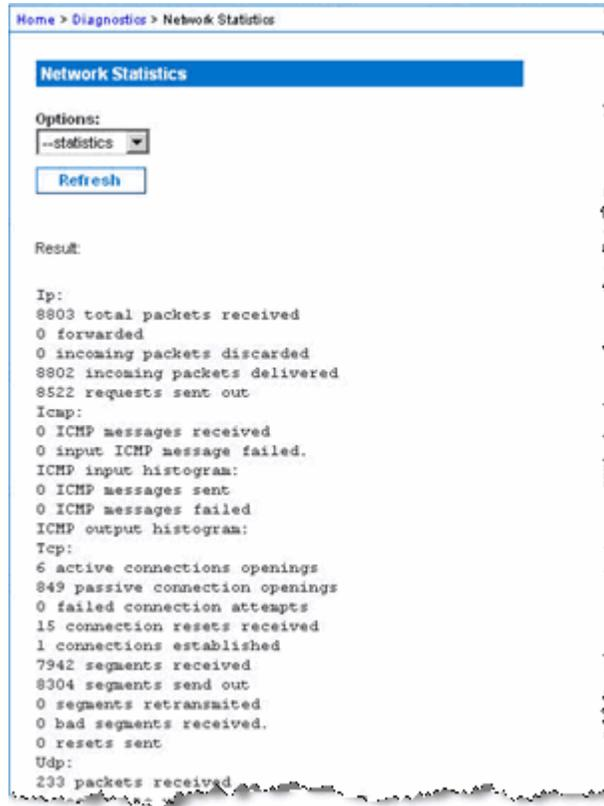 Home > Diagnostics > Network Statistics
Network Statistics
Options:
--statistics
Refresh
Result:
Ip:
8803 total packets received
0 forwarded
0 incoming packets discarded
8802 incoming packets delivered
8522 requests sent out
Icmp:
0 ICMP messages received
0 input ICMP message failed.
ICMP input histogram:
0 ICMP messages sent
0 ICMP messages failed
ICMP output histogram:
Tcp:
6 active connections openings
849 passive connection openings
0 failed connection attempts
15 connection resets received
1 connections established
7942 segments received
8304 segments send out
0 segments retransmited
0 bad segments received.
0 resets sent
Udp:
233 packets received